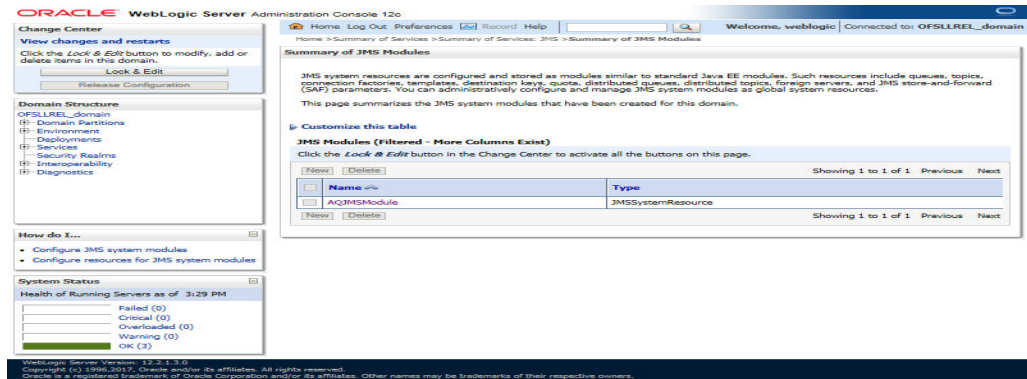 ORACLE WebLogic Server Administration Console 12c
Change Center
View changes and restarts
Click the Lock & Edit button to modify, add or
delete items in this domain.
Lock & Edit
Release Configuration
Domain Structure
OFSLLREL_domain
Domain Partitions
Environment
Deployments
Services
Security Realms
Interoperability
Diagnostics
How do I...
Configure JMS system modules
Configure resources for JMS system modules
System Status
Health of Running Servers as of 3:29 PM
Failed (0)
Critical (0)
Overloaded (0)
Warning (0)
OK (3)
Home Log Out Preferences Record Help
Welcome, weblogic Connected to: OFSLLREL_domain
Home >Summary of Services >Summary of Services: JMS >Summary of JMS Modules
Summary of JMS Modules
JMS system resources are configured and stored as modules similar to standard Java EE modules. Such resources include queues, topics,
connection factories, templates, destination keys, quota, distributed queues, distributed topics, foreign servers, and JMS store-and-forward
(SAF) parameters. You can administratively configure and manage JMS system modules as global system resources.
This page summarizes the JMS system modules that have been created for this domain.
Customize this table
JMS Modules (Filtered - More Columns Exist)
Click the Lock & Edit button in the Change Center to activate all the buttons on this page.
New Delete Showing 1 to 1 of 1 Previous Next
Name Type
AQJMSModule JMSSystemResource
New Delete Showing 1 to 1 of 1 Previous Next
WebLogic Server Version: 12.2.1.3.0
Copyright (c) 1996,2017, Oracle and/or its affiliates. All rights reserved.
Oracle is a registered trademark of Oracle Corporation and/or its affiliates. Other names may be trademarks of their respective owners.